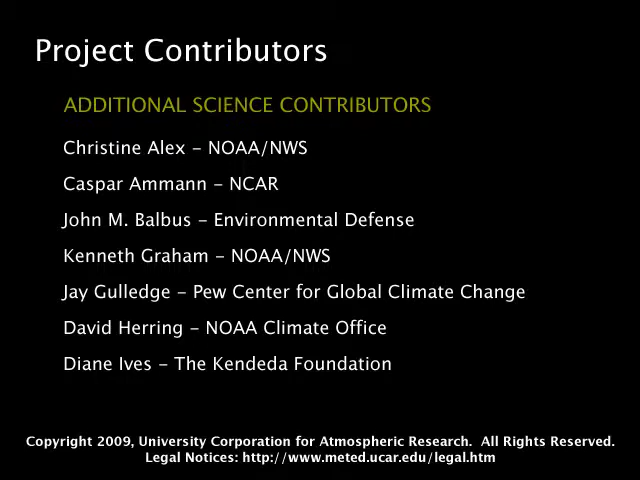 Project Contributors
ADDITIONAL SCIENCE CONTRIBUTORS
Christine Alex - NOAA/NWS
Caspar Ammann - NCAR
John M. Balbus - Environmental Defense
Kenneth Graham - NOAA/NWS
Jay Gulledge - Pew Center for Global Climate Change
David Herring - NOAA Climate Office
Diane Ives - The Kendeda Foundation
Copyright 2009, University Corporation for Atmospheric Research.  All Rights Reserved.
Legal Notices: http://www.meted.ucar.edu/legal.htm